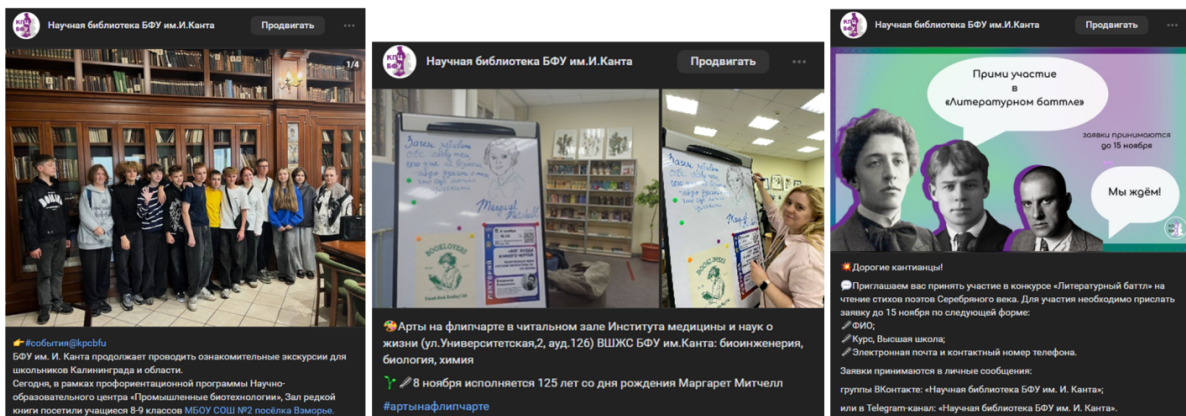 КПЦ
БФУ
Научная библиотека БФУ им.И.Канта
Продвигать
1/4
👉#события@kpcbfu
БФУ им. И. Канта продолжает проводить ознакомительные экскурсии для
школьников Калининграда и области.
Сегодня, в рамках профориентационной программы Научно-
образовательного центра «Промышленные биотехнологии», Зал редкой
книги посетили учащиеся 8-9 классов МБОУ СОШ №2 посёлка Взморье.
КПЦ
БФУ
Научная библиотека БФУ им.И.Канта
Продвигать
Зачем
BOOKLOVERS
🎨Арты на флипчарте в читальном зале Института медицины и наук о
жизни (ул.Университетская,2, ауд.126) ВШЖС БФУ им.Канта: биоинженерия,
биология, химия
🌱🖊8 ноября исполняется 125 лет со дня рождения Маргарет Митчелл
#артынафлипчарте
КПЦ
БФУ
Научная библиотека БФУ им.И.Канта
Продвигать
Прими участие
в
«Литературном баттле»
заявки принимаются
до 15 ноября
Мы ждём!
💥Дорогие кантианцы!
💬Приглашаем вас принять участие в конкурсе «Литературный баттл» на
чтение стихов поэтов Серебряного века. Для участия необходимо прислать
заявку до 15 ноября по следующей форме:
🖊ФИО;
🖊Курс, Высшая школа;
🖊Электронная почта и контактный номер телефона.
Заявки принимаются в личные сообщения:
группы ВКонтакте: «Научная библиотека БФУ им. И. Канта»;
или в Telegram-канал: «Научная библиотека БФУ им. И. Канта».